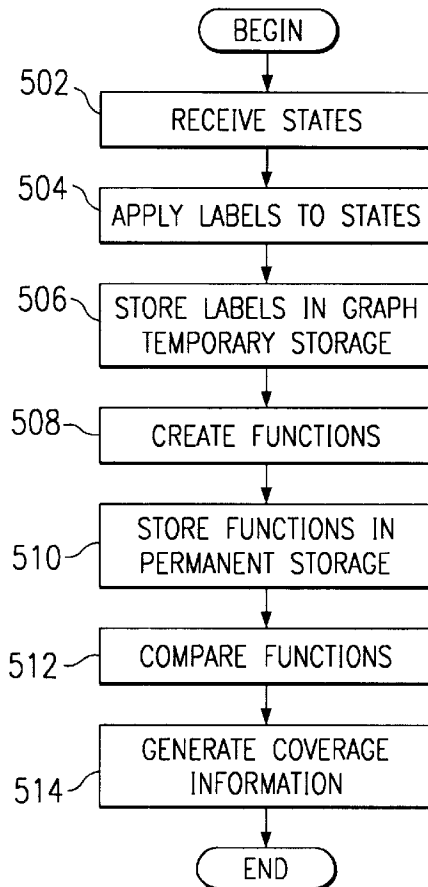 BEGIN
502
RECEIVE STATES
504
APPLY LABELS TO STATES
506
STORE LABELS IN GRAPH
TEMPORARY STORAGE
508
CREATE FUNCTIONS
510
STORE FUNCTIONS IN
PERMANENT STORAGE
512
COMPARE FUNCTIONS
514
GENERATE COVERAGE
INFORMATION
END